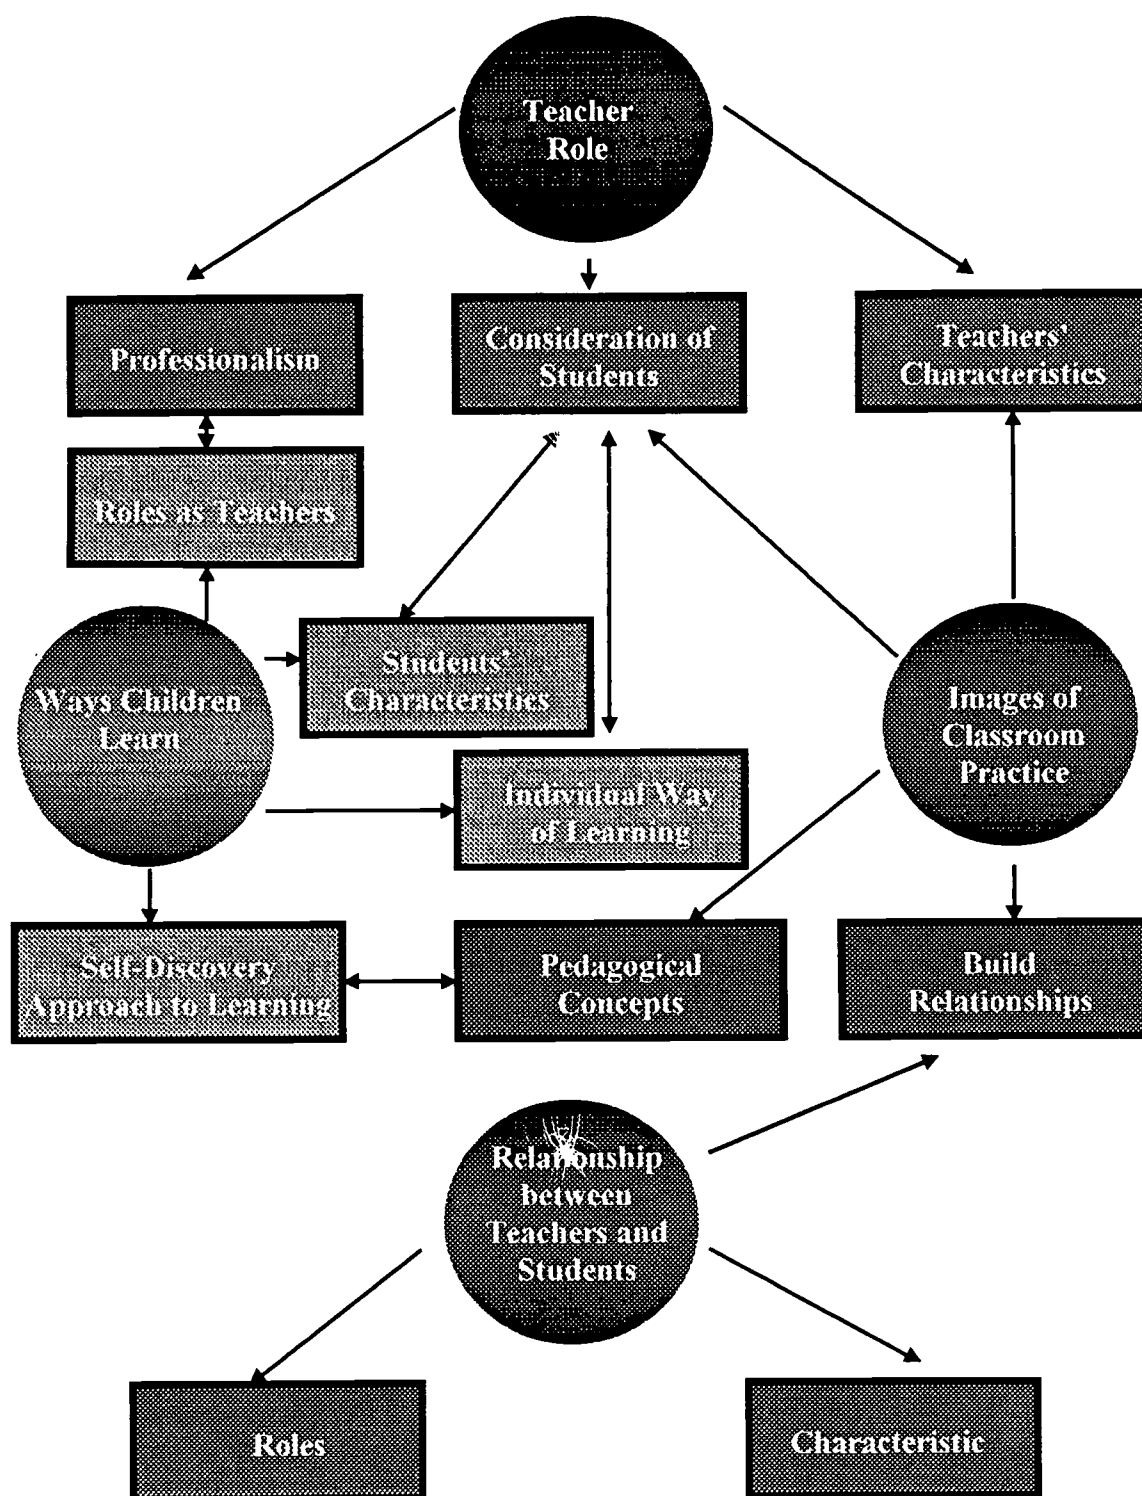 Teacher
Role
Professionalism
Consideration of
Students
Teachers'
Characteristics
Roles as Teachers
Ways Children
Learn
Students'
Characteristics
Images of
Classroom
Practice
Individual Way
of Learning
Self-Discovery
Approach to Learning
Pedagogical
Concepts
Build
Relationships
Relationship
between
Teachers and
Students
Roles
Characteristic